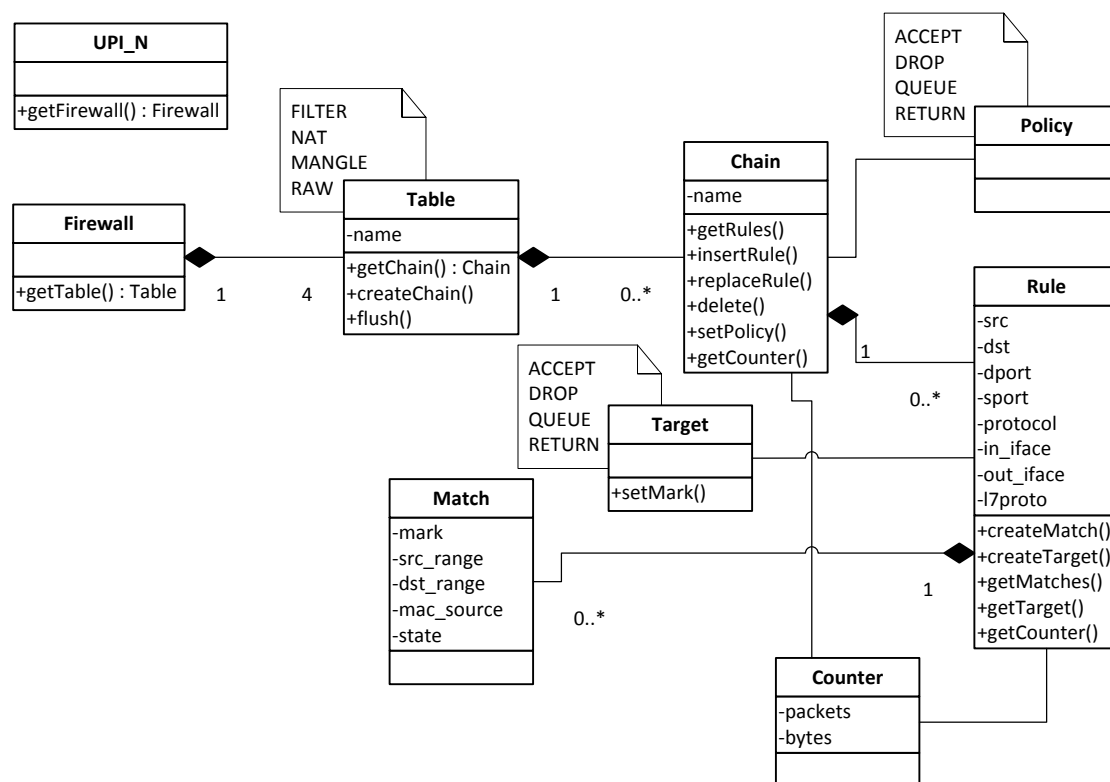 UPI_N
+getFirewall() : Firewall
Firewall
+getTable() : Table
1
4
FILTER
NAT
MANGLE
RAW
Table
-name
+getChain() : Chain
+createChain()
+flush()
1
0..*
Chain
-name
+getRules()
+insertRule()
+replaceRule()
+delete()
+setPolicy()
+getCounter()
ACCEPT
DROP
QUEUE
RETURN
Policy
1
0..*
Rule
-src
-dst
-dport
-sport
-protocol
-in_iface
-out_iface
-l7proto
+createMatch()
+createTarget()
+getMatches()
+getTarget()
+getCounter()
ACCEPT
DROP
QUEUE
RETURN
Target
+setMark()
Match
-mark
-src_range
-dst_range
-mac_source
-state
0..*
1
Counter
-packets
-bytes